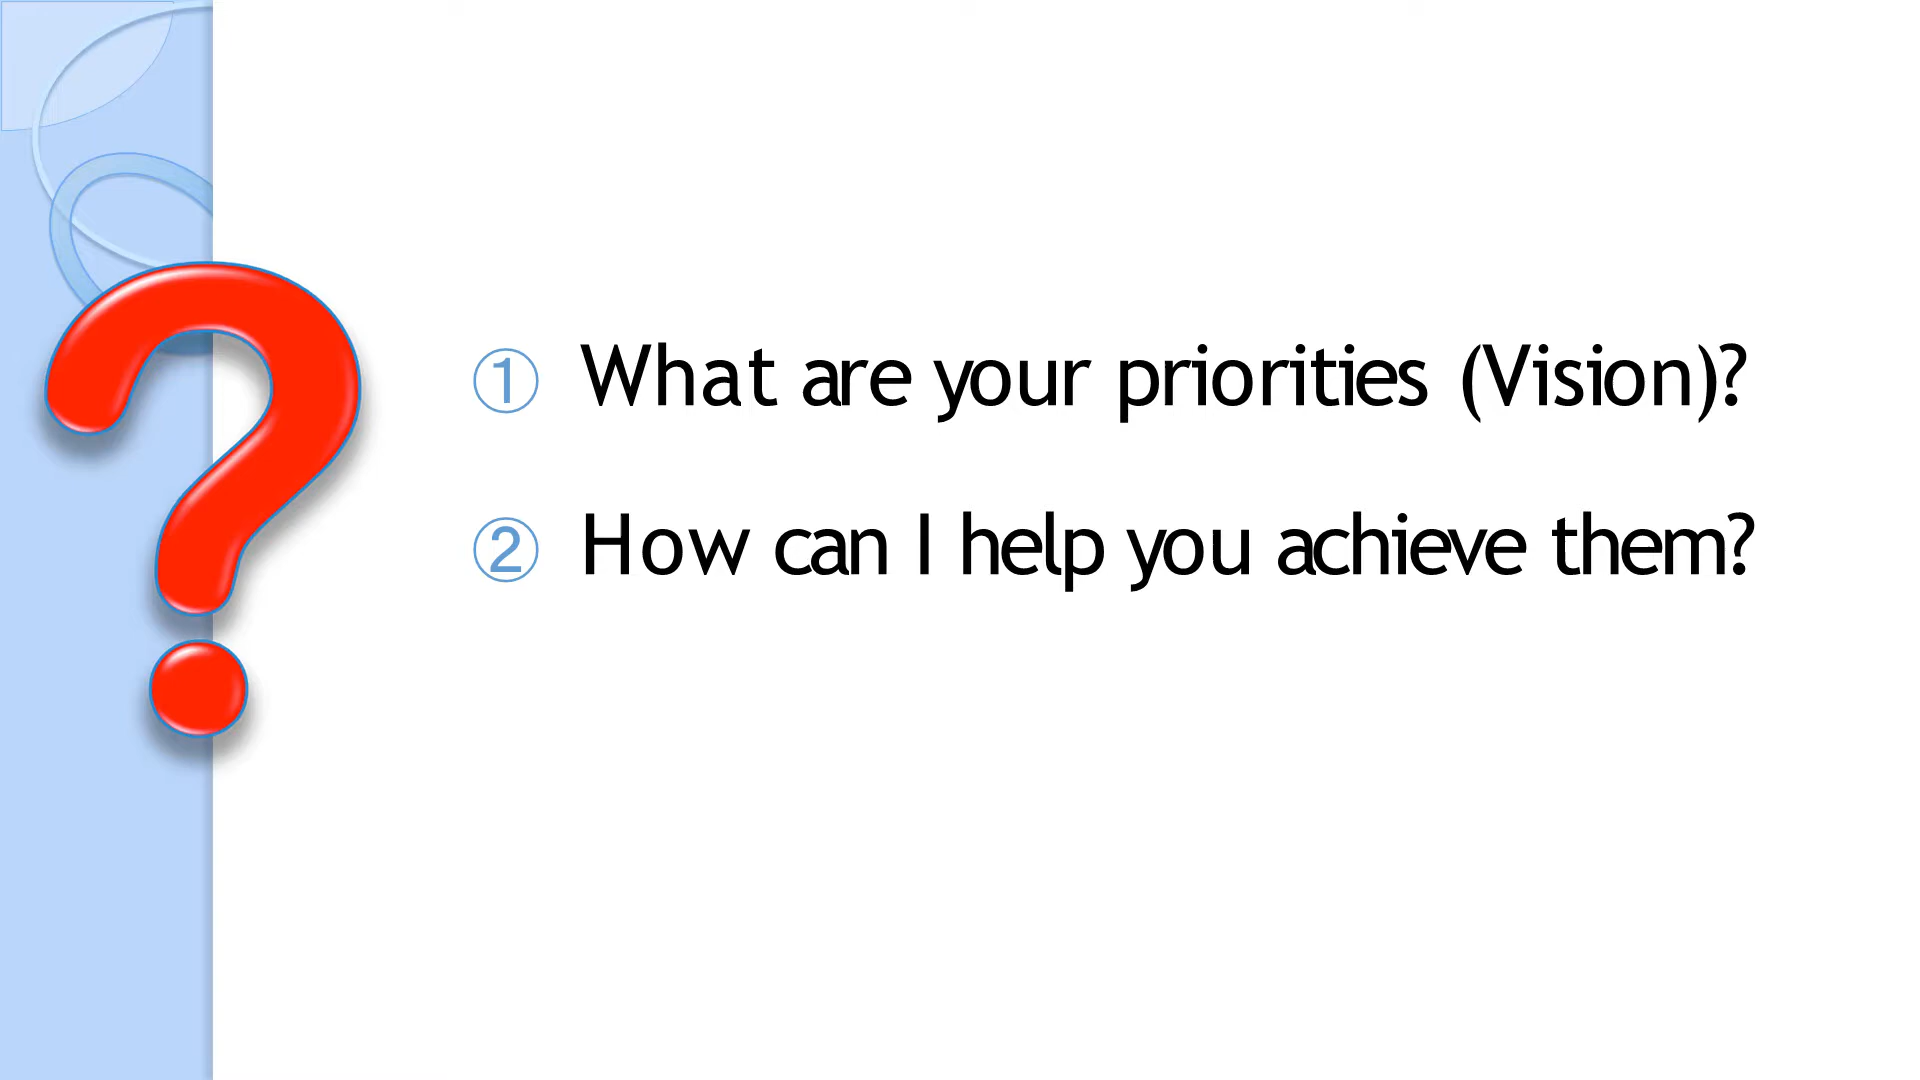 ① What are your priorities (Vision)?
② How can I help you achieve them?